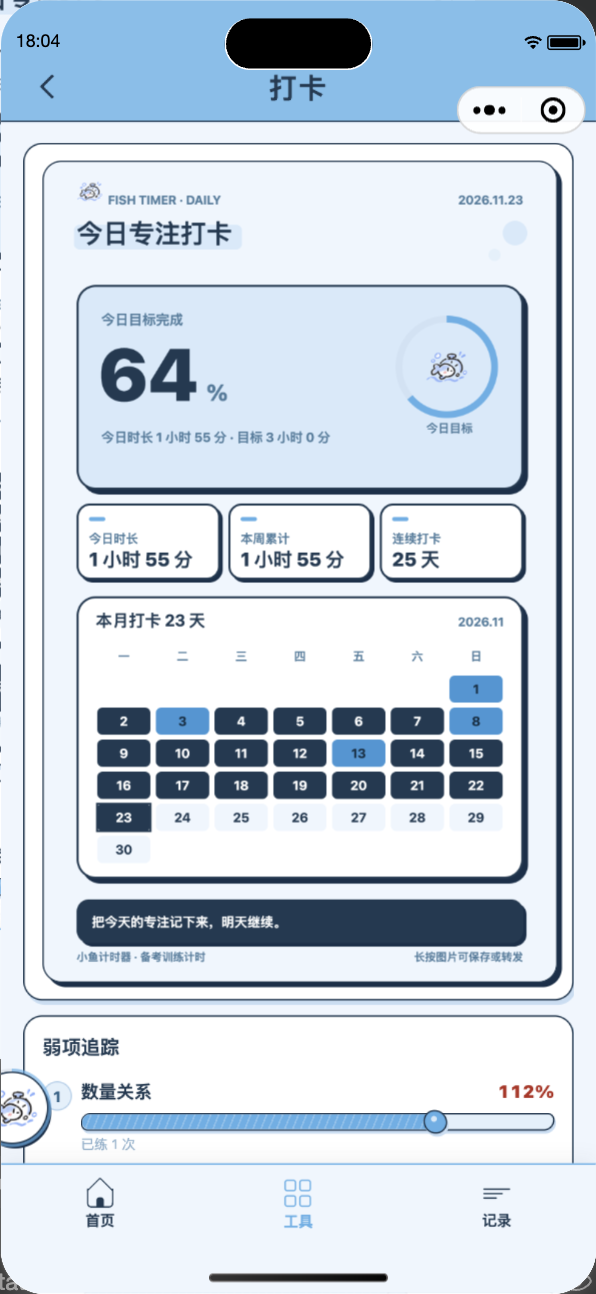 18:04
打卡
FISH TIMER · DAILY
2026.11.23
今日专注打卡
今日目标完成
64 %
今日目标
今日时长 1 小时 55 分 · 目标 3 小时 0 分
今日时长
1 小时 55 分
本周累计
1 小时 55 分
连续打卡
25 天
本月打卡 23 天
2026.11
一 二 三 四 五 六 日
1
2 3 4 5 6 7 8
9 10 11 12 13 14 15
16 17 18 19 20 21 22
23 24 25 26 27 28 29
30
把今天的专注记下来，明天继续。
小鱼计时器 · 备考训练计时
长按图片可保存或转发
弱项追踪
1 数量关系 112%
已练 1 次
首页 工具 记录